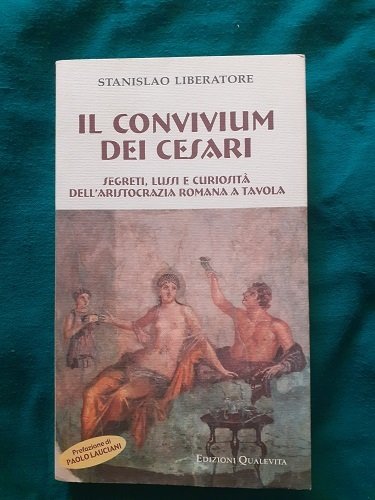 STANISLAO LIBERATORE
IL CONVIVIUM
DEI CESARI
SEGRETI, LUSSI E CURIOSITÀ
DELL'ARISTOCRAZIA ROMANA A TAVOLA
Prefazione di
PAOLO LAUCIANI
EDIZIONI QUALEVITA